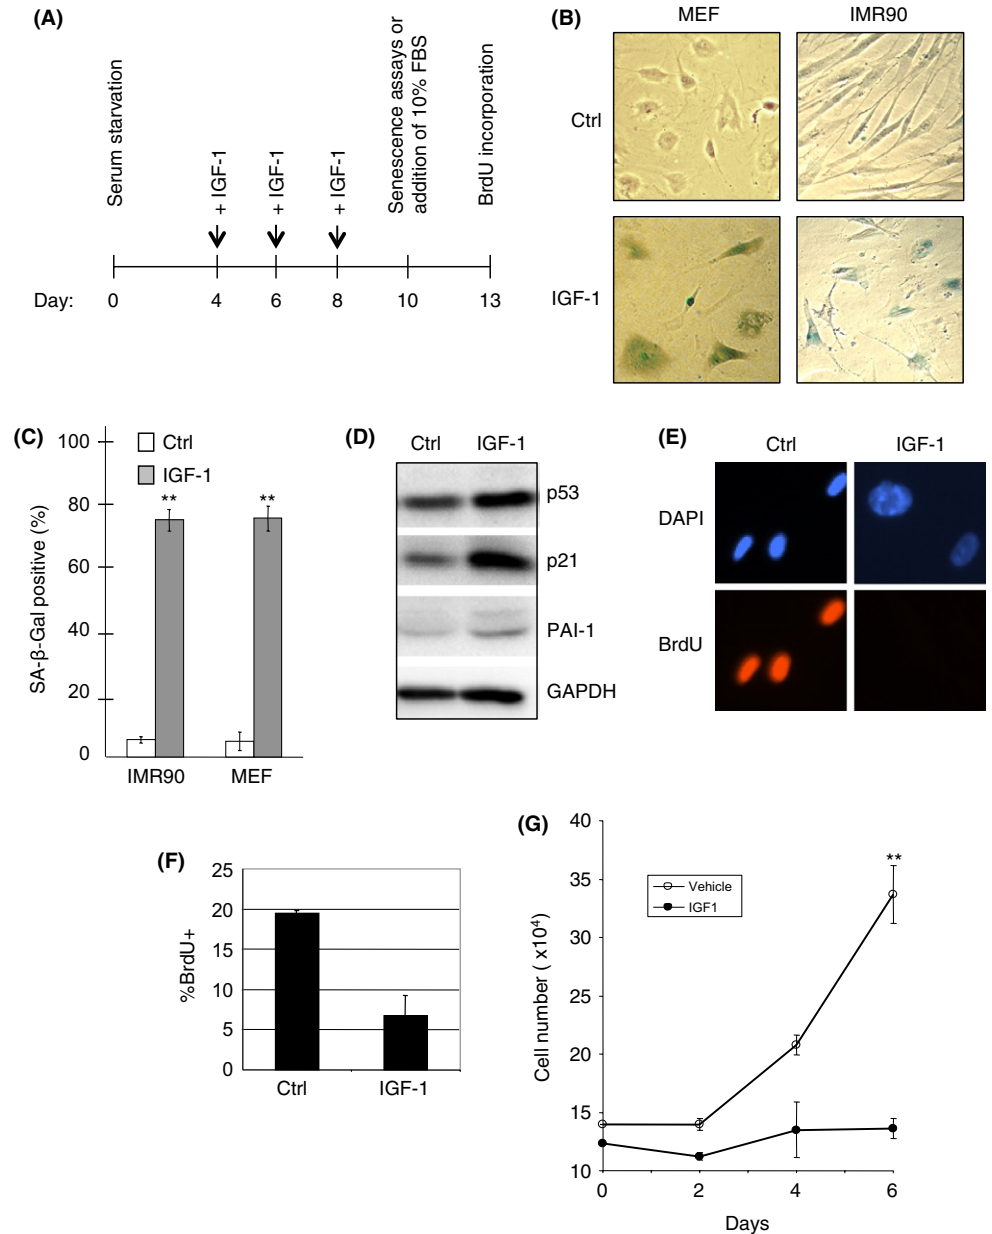 (A)
Serum starvation
+ IGF-1
+ IGF-1
+ IGF-1
Senescence assays or
addition of 10% FBS
BrdU incorporation
Day: 0 4 6 8 10 13
(B)
MEF IMR90
Ctrl
IGF-1
(C)
SA-β-Gal positive (%)
100
80
60
40
20
0
Ctrl
IGF-1
** **
IMR90 MEF
(D)
Ctrl IGF-1
p53
p21
PAI-1
GAPDH
(E)
Ctrl IGF-1
DAPI
BrdU
(F)
%BrdU+
25
20
15
10
5
0
Ctrl IGF-1
(G)
Cell number ( x10⁴)
40
35
30
25
20
15
10
Vehicle
IGF1
**
0 2 4 6
Days